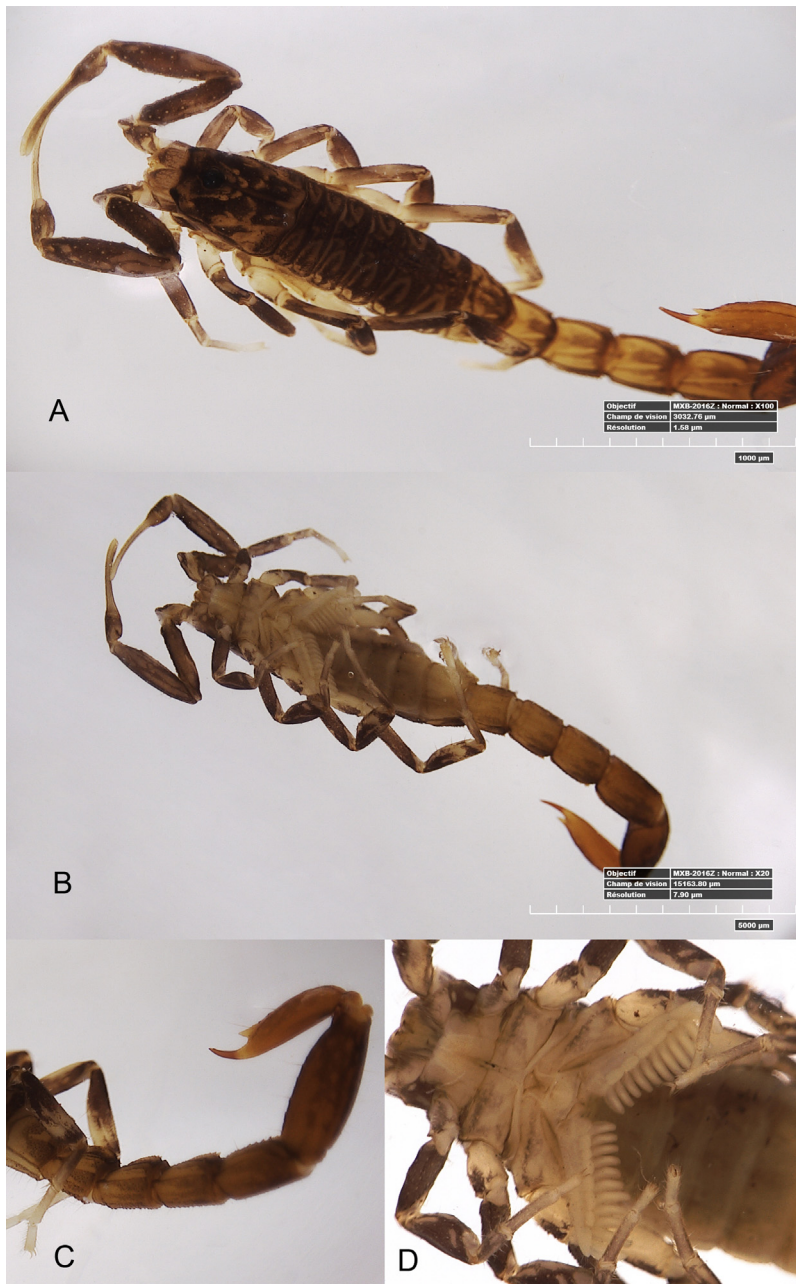 A
Objectif MXB-2016Z : Normal : X100
Champ de vision 3032.76 µm
Résolution 1.58 µm
1000 µm
B
Objectif MXB-2016Z : Normal : X20
Champ de vision 15163.80 µm
Résolution 7.90 µm
5000 µm
C
D